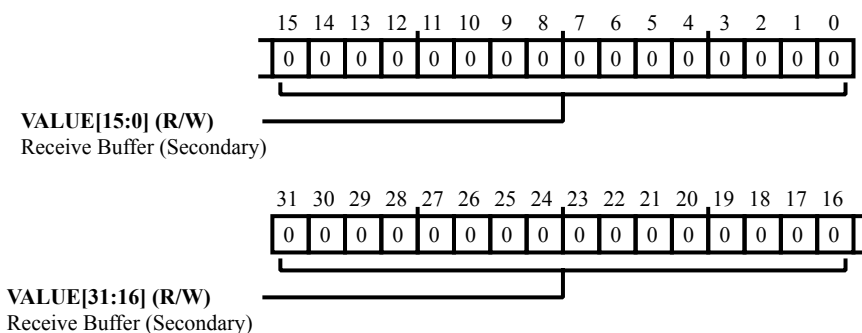 15 14 13 12 11 10 9 8 7 6 5 4 3 2 1 0
0 0 0 0 0 0 0 0 0 0 0 0 0 0 0 0
VALUE[15:0] (R/W)
Receive Buffer (Secondary)
31 30 29 28 27 26 25 24 23 22 21 20 19 18 17 16
0 0 0 0 0 0 0 0 0 0 0 0 0 0 0 0
VALUE[31:16] (R/W)
Receive Buffer (Secondary)